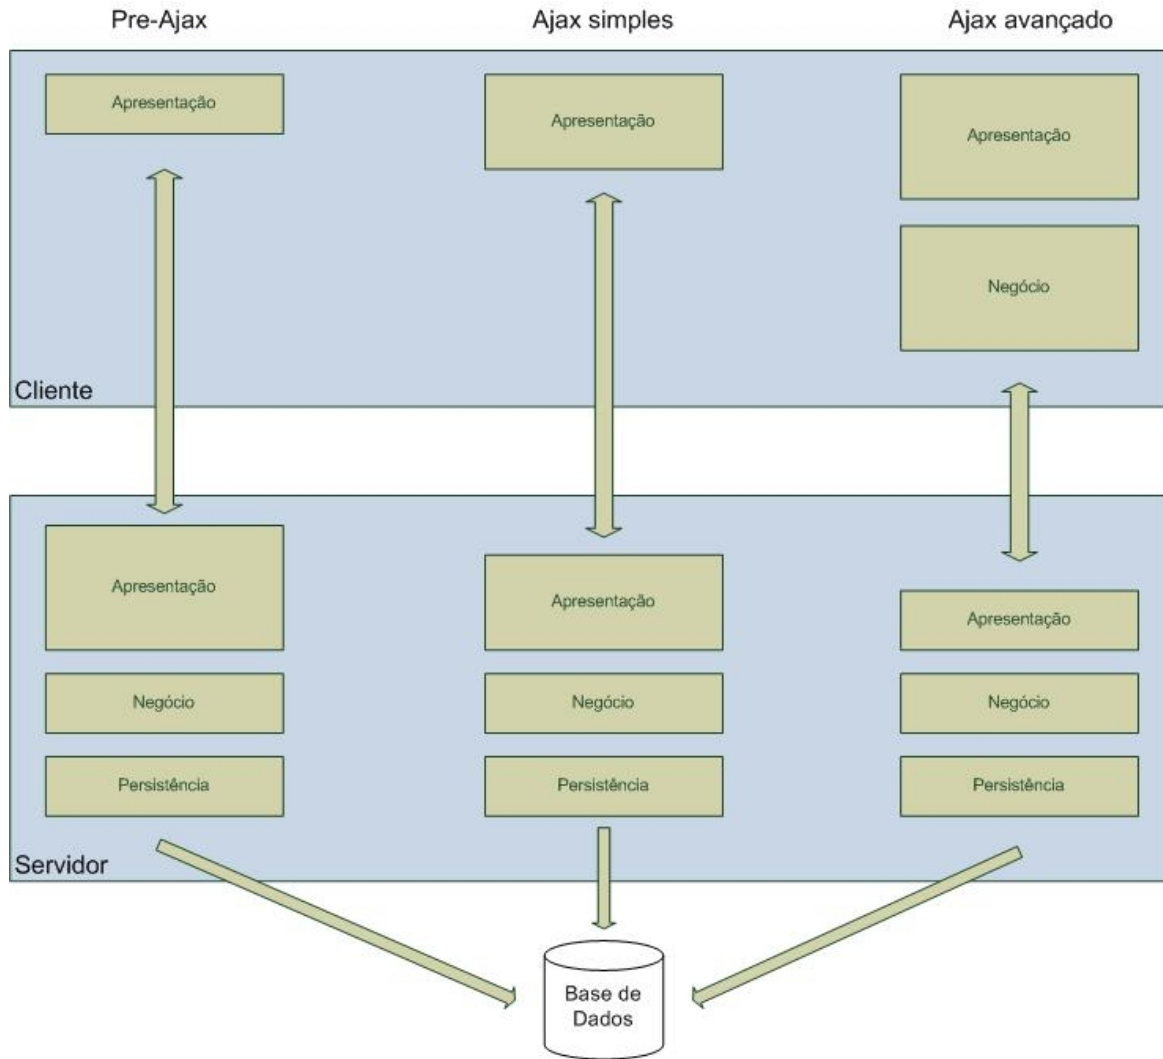 Pre-Ajax
Ajax simples
Ajax avançado
Apresentação
Apresentação
Apresentação
Negócio
Cliente
Apresentação
Apresentação
Apresentação
Negócio
Negócio
Negócio
Persistência
Persistência
Persistência
Servidor
Base de
Dados